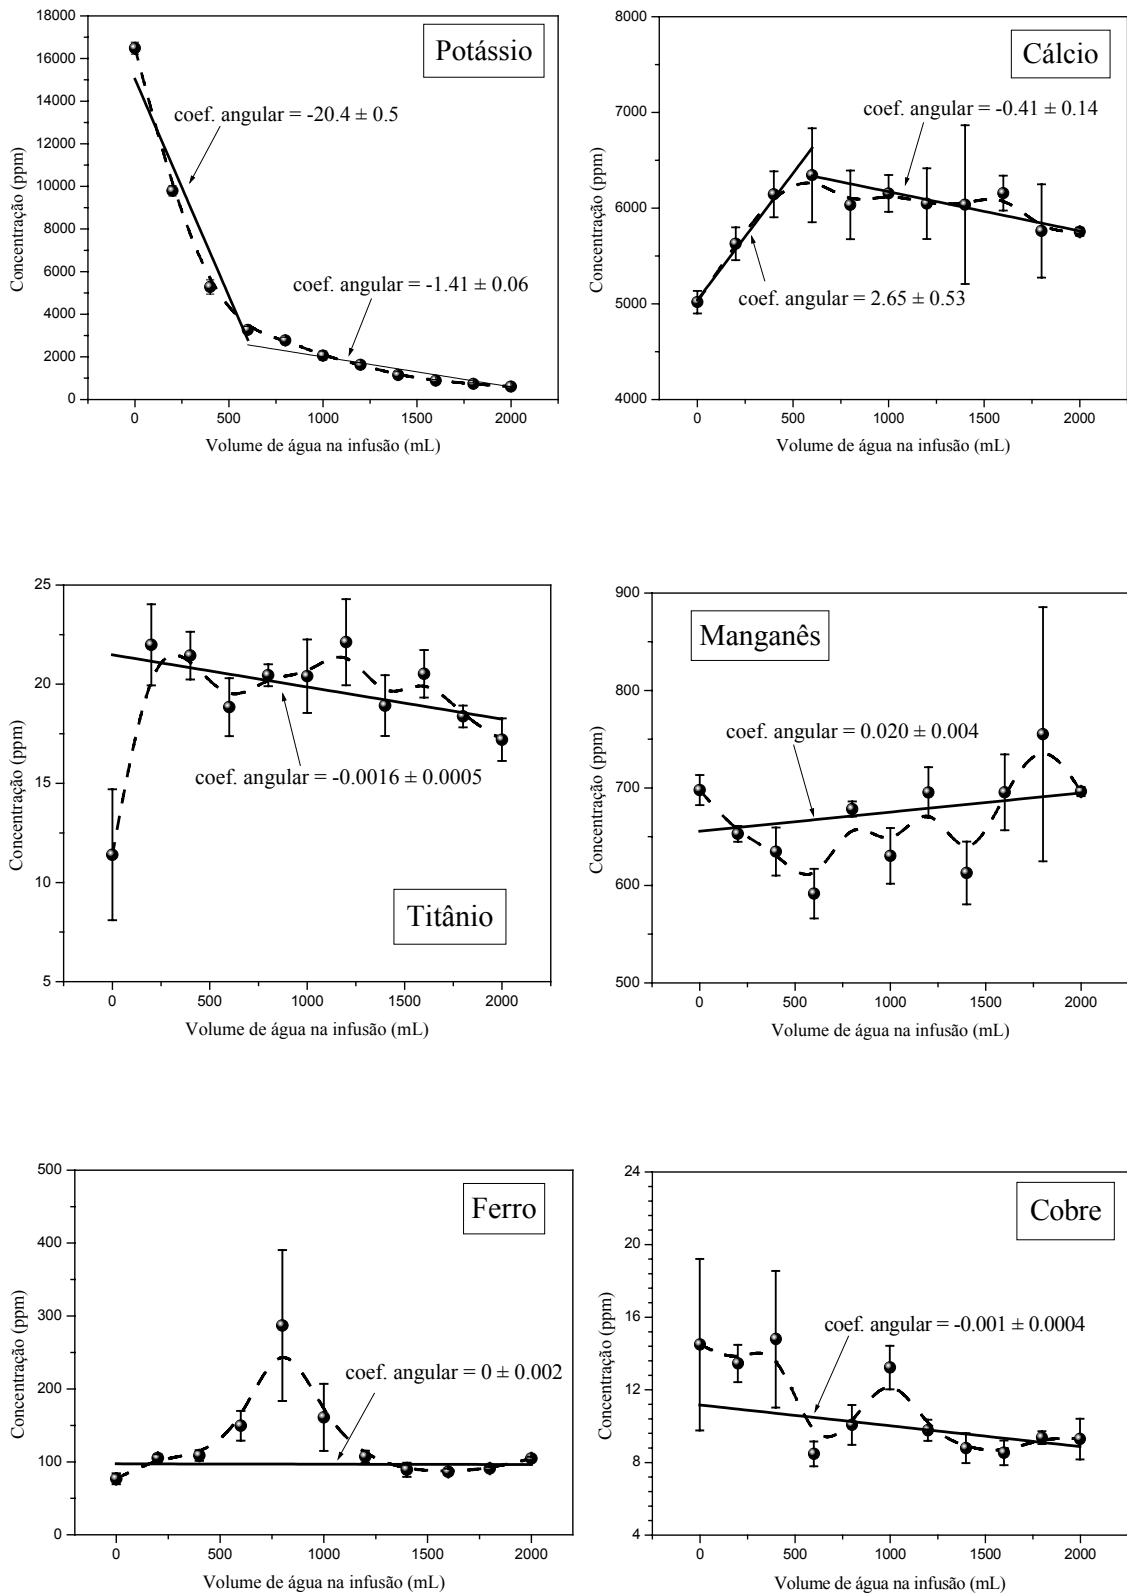 Potássio
18000
16000
14000
12000
10000
8000
6000
4000
2000
0
Concentração (ppm)
coef. angular = -20.4 ± 0.5
coef. angular = -1.41 ± 0.06
0 500 1000 1500 2000
Volume de água na infusão (mL)
Cálcio
8000
7000
6000
5000
4000
Concentração (ppm)
coef. angular = -0.41 ± 0.14
coef. angular = 2.65 ± 0.53
0 500 1000 1500 2000
Volume de água na infusão (mL)
25
20
15
10
5
Concentração (ppm)
coef. angular = -0.0016 ± 0.0005
Titânio
0 500 1000 1500 2000
Volume de água na infusão (mL)
Manganês
900
800
700
600
500
Concentração (ppm)
coef. angular = 0.020 ± 0.004
0 500 1000 1500 2000
Volume de água na infusão (mL)
Ferro
500
400
300
200
100
0
Concentração (ppm)
coef. angular = 0 ± 0.002
0 500 1000 1500 2000
Volume de água na infusão (mL)
Cobre
24
20
16
12
8
4
Concentração (ppm)
coef. angular = -0.001 ± 0.0004
0 500 1000 1500 2000
Volume de água na infusão (mL)